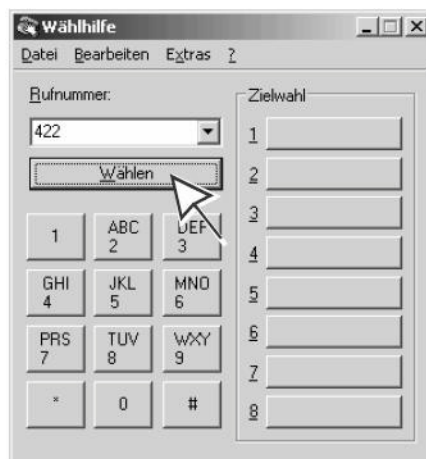 Wählhilfe
Datei Bearbeiten Extras ?
Rufnummer:
422
Wählen
1
ABC
2
DEF
3
GHI
4
JKL
5
MNO
6
PRS
7
TUV
8
WXY
9
*
0
#
Zielwahl
1
2
3
4
5
6
7
8